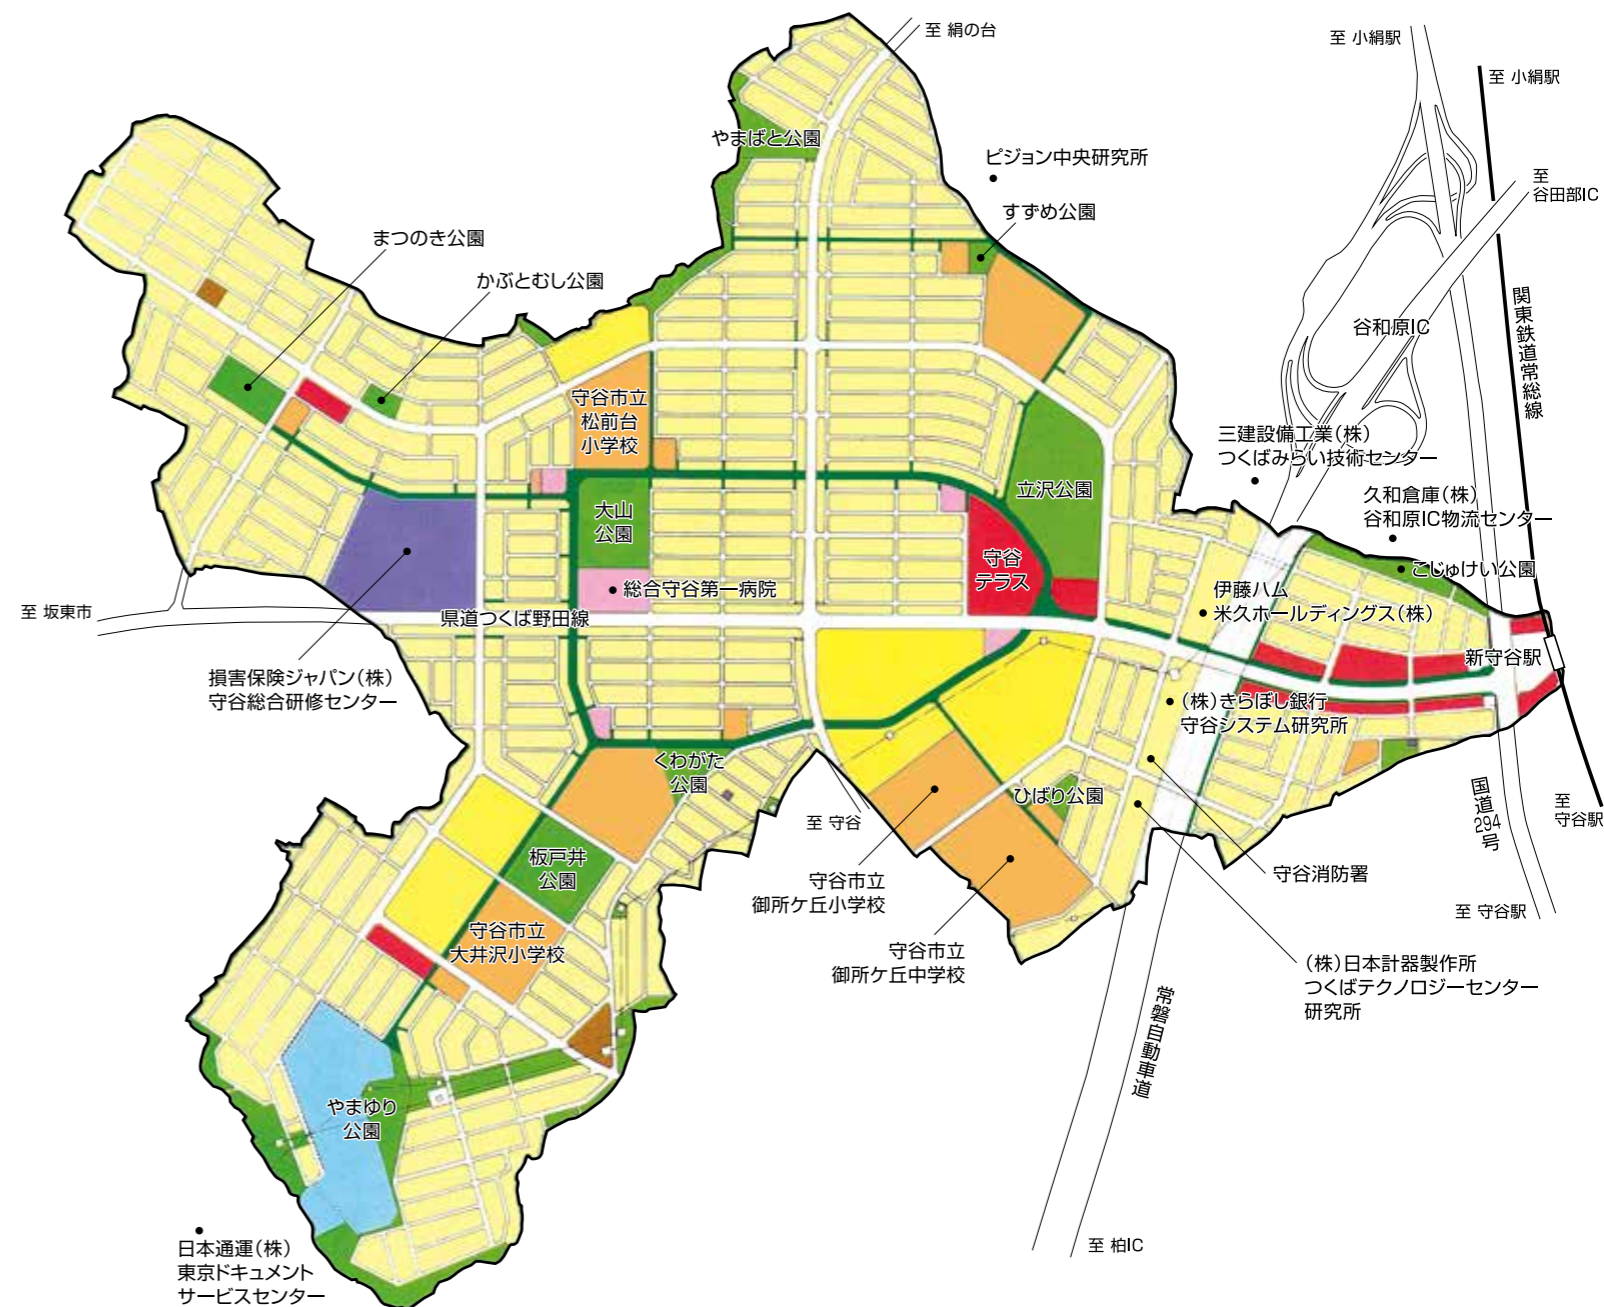 至 絹の台
至 小絹駅
至 小絹駅
やまばと公園
ピジョン中央研究所
至
谷田部IC
すずめ公園
まつのき公園
かぶとむし公園
関東鉄道常総線
谷和原IC
守谷市立
松前台
小学校
三建設備工業(株)
つくばみらい技術センター
立沢公園
久和倉庫(株)
谷和原IC物流センター
大山
公園
守谷
テラス
こじゅけい公園
総合守谷第一病院
伊藤ハム
米久ホールディングス(株)
至 坂東市
県道つくば野田線
新守谷駅
損害保険ジャパン(株)
守谷総合研修センター
(株)きらぼし銀行
守谷システム研究所
くわがた
公園
ひばり公園
国道294号
至
守谷駅
至 守谷
板戸井
公園
守谷市立
御所ケ丘小学校
守谷消防署
至 守谷駅
守谷市立
大井沢小学校
守谷市立
御所ケ丘中学校
(株)日本計器製作所
つくばテクノロジーセンター
研究所
常磐自動車道
やまゆり
公園
至 柏IC
日本通運(株)
東京ドキュメント
サービスセンター